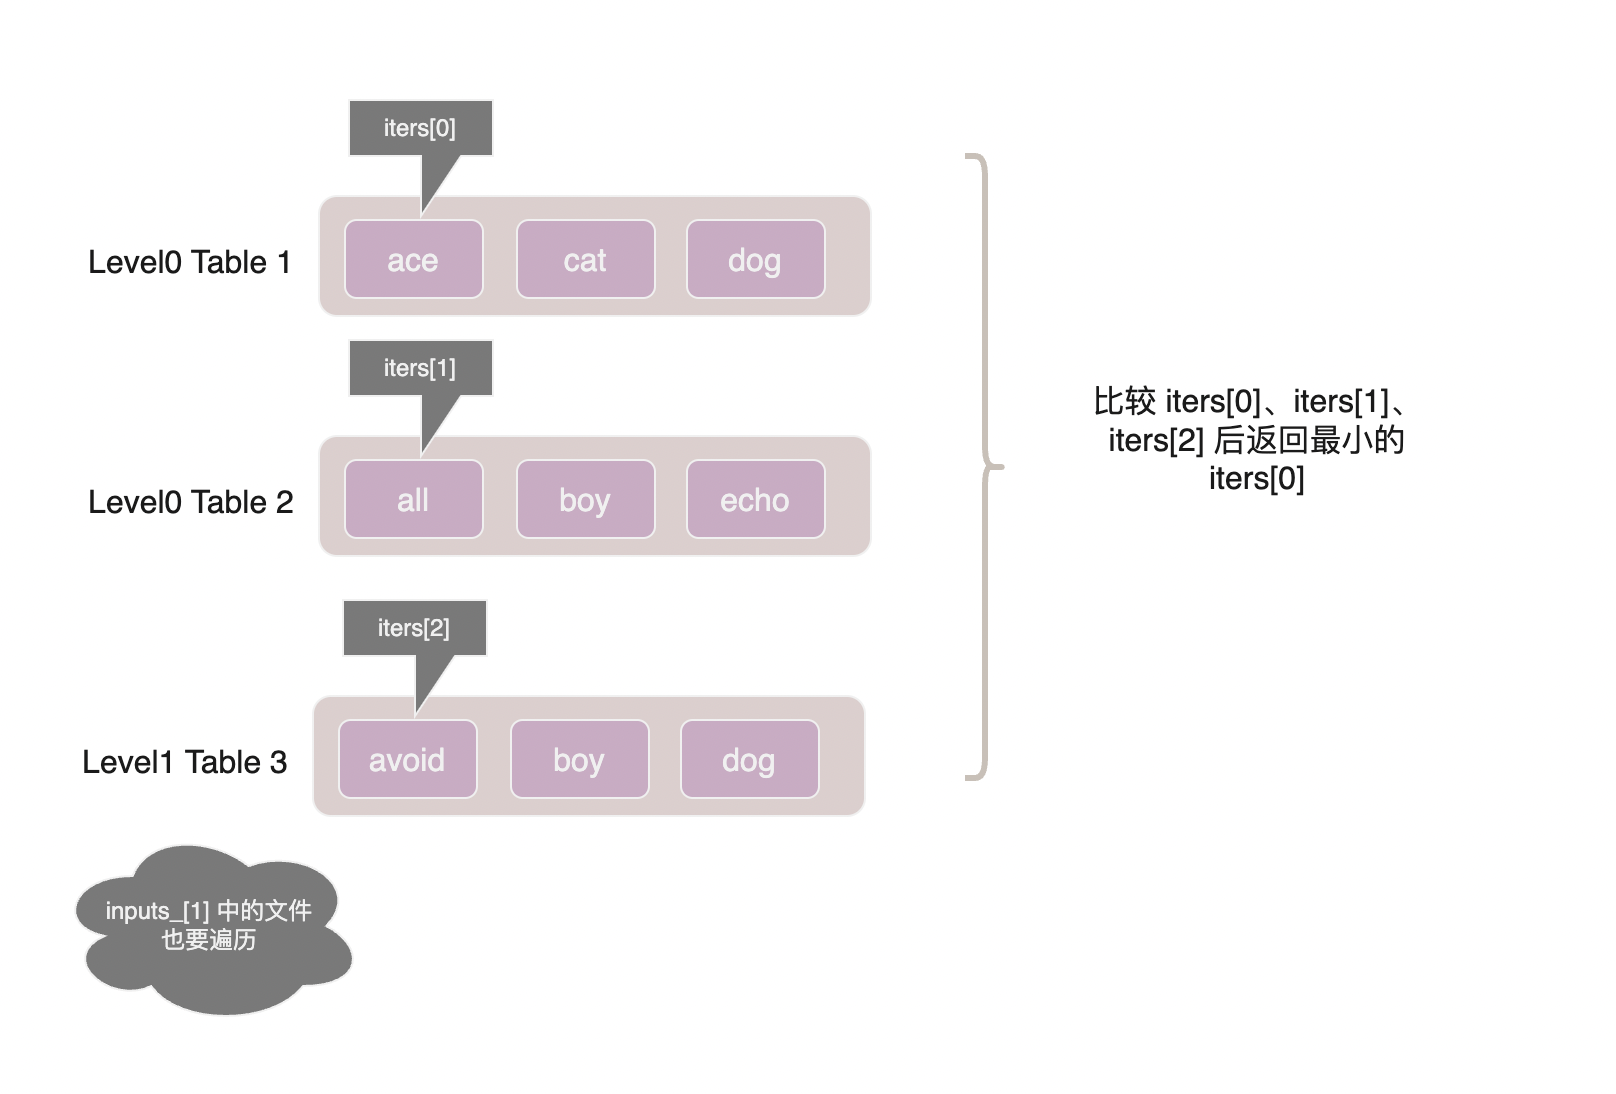 iters[0]
Level0 Table 1
ace
cat
dog
iters[1]
Level0 Table 2
all
boy
echo
iters[2]
Level1 Table 3
avoid
boy
dog
比较 iters[0]、iters[1]、
iters[2] 后返回最小的
iters[0]
inputs_[1] 中的文件
也要遍历